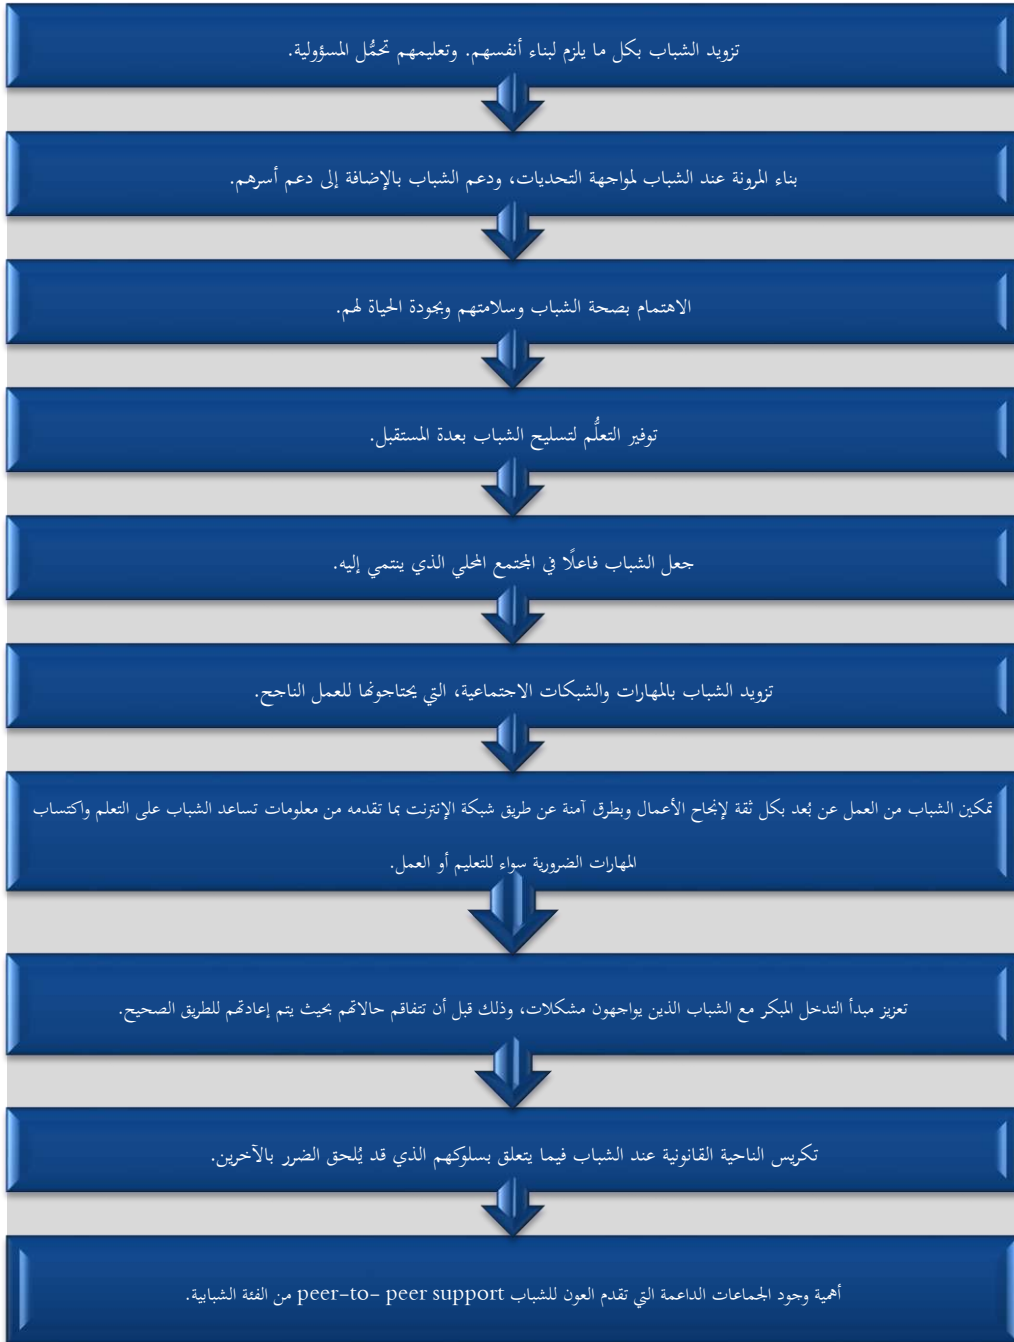 تزويد الشباب بكل ما يلزم لبناء أنفسهم. وتعليمهم تحمُّل المسؤولية.
بناء المرونة عند الشباب لمواجهة التحديات، ودعم الشباب بالإضافة إلى دعم أسرهم.
الاهتمام بصحة الشباب وسلامتهم وبجودة الحياة لهم.
توفير التعلُّم لتسليح الشباب بعدة المستقبل.
جعل الشباب فاعلًا في المجتمع المحلي الذي ينتمي إليه.
تزويد الشباب بالمهارات والشبكات الاجتماعية، التي يحتاجونها للعمل الناجح.
تمكين الشباب من العمل عن بُعد بكل ثقة لإنجاح الأعمال وبطرق آمنة عن طريق شبكة الإنترنت بما تقدمه من معلومات تساعد الشباب على التعلم واكتساب
المهارات الضرورية سواء للتعليم أو العمل.
تعزيز مبدأ التدخل المبكر مع الشباب الذين يواجهون مشكلات، وذلك قبل أن تتفاقم حالاتهم بحيث يتم إعادتهم للطريق الصحيح.
تكريس الناحية القانونية عند الشباب فيما يتعلق بسلوكهم الذي قد يُلحق الضرر بالآخرين.
أهمية وجود الجماعات الداعمة التي تقدم العون للشباب peer-to- peer support من الفئة الشبابية.